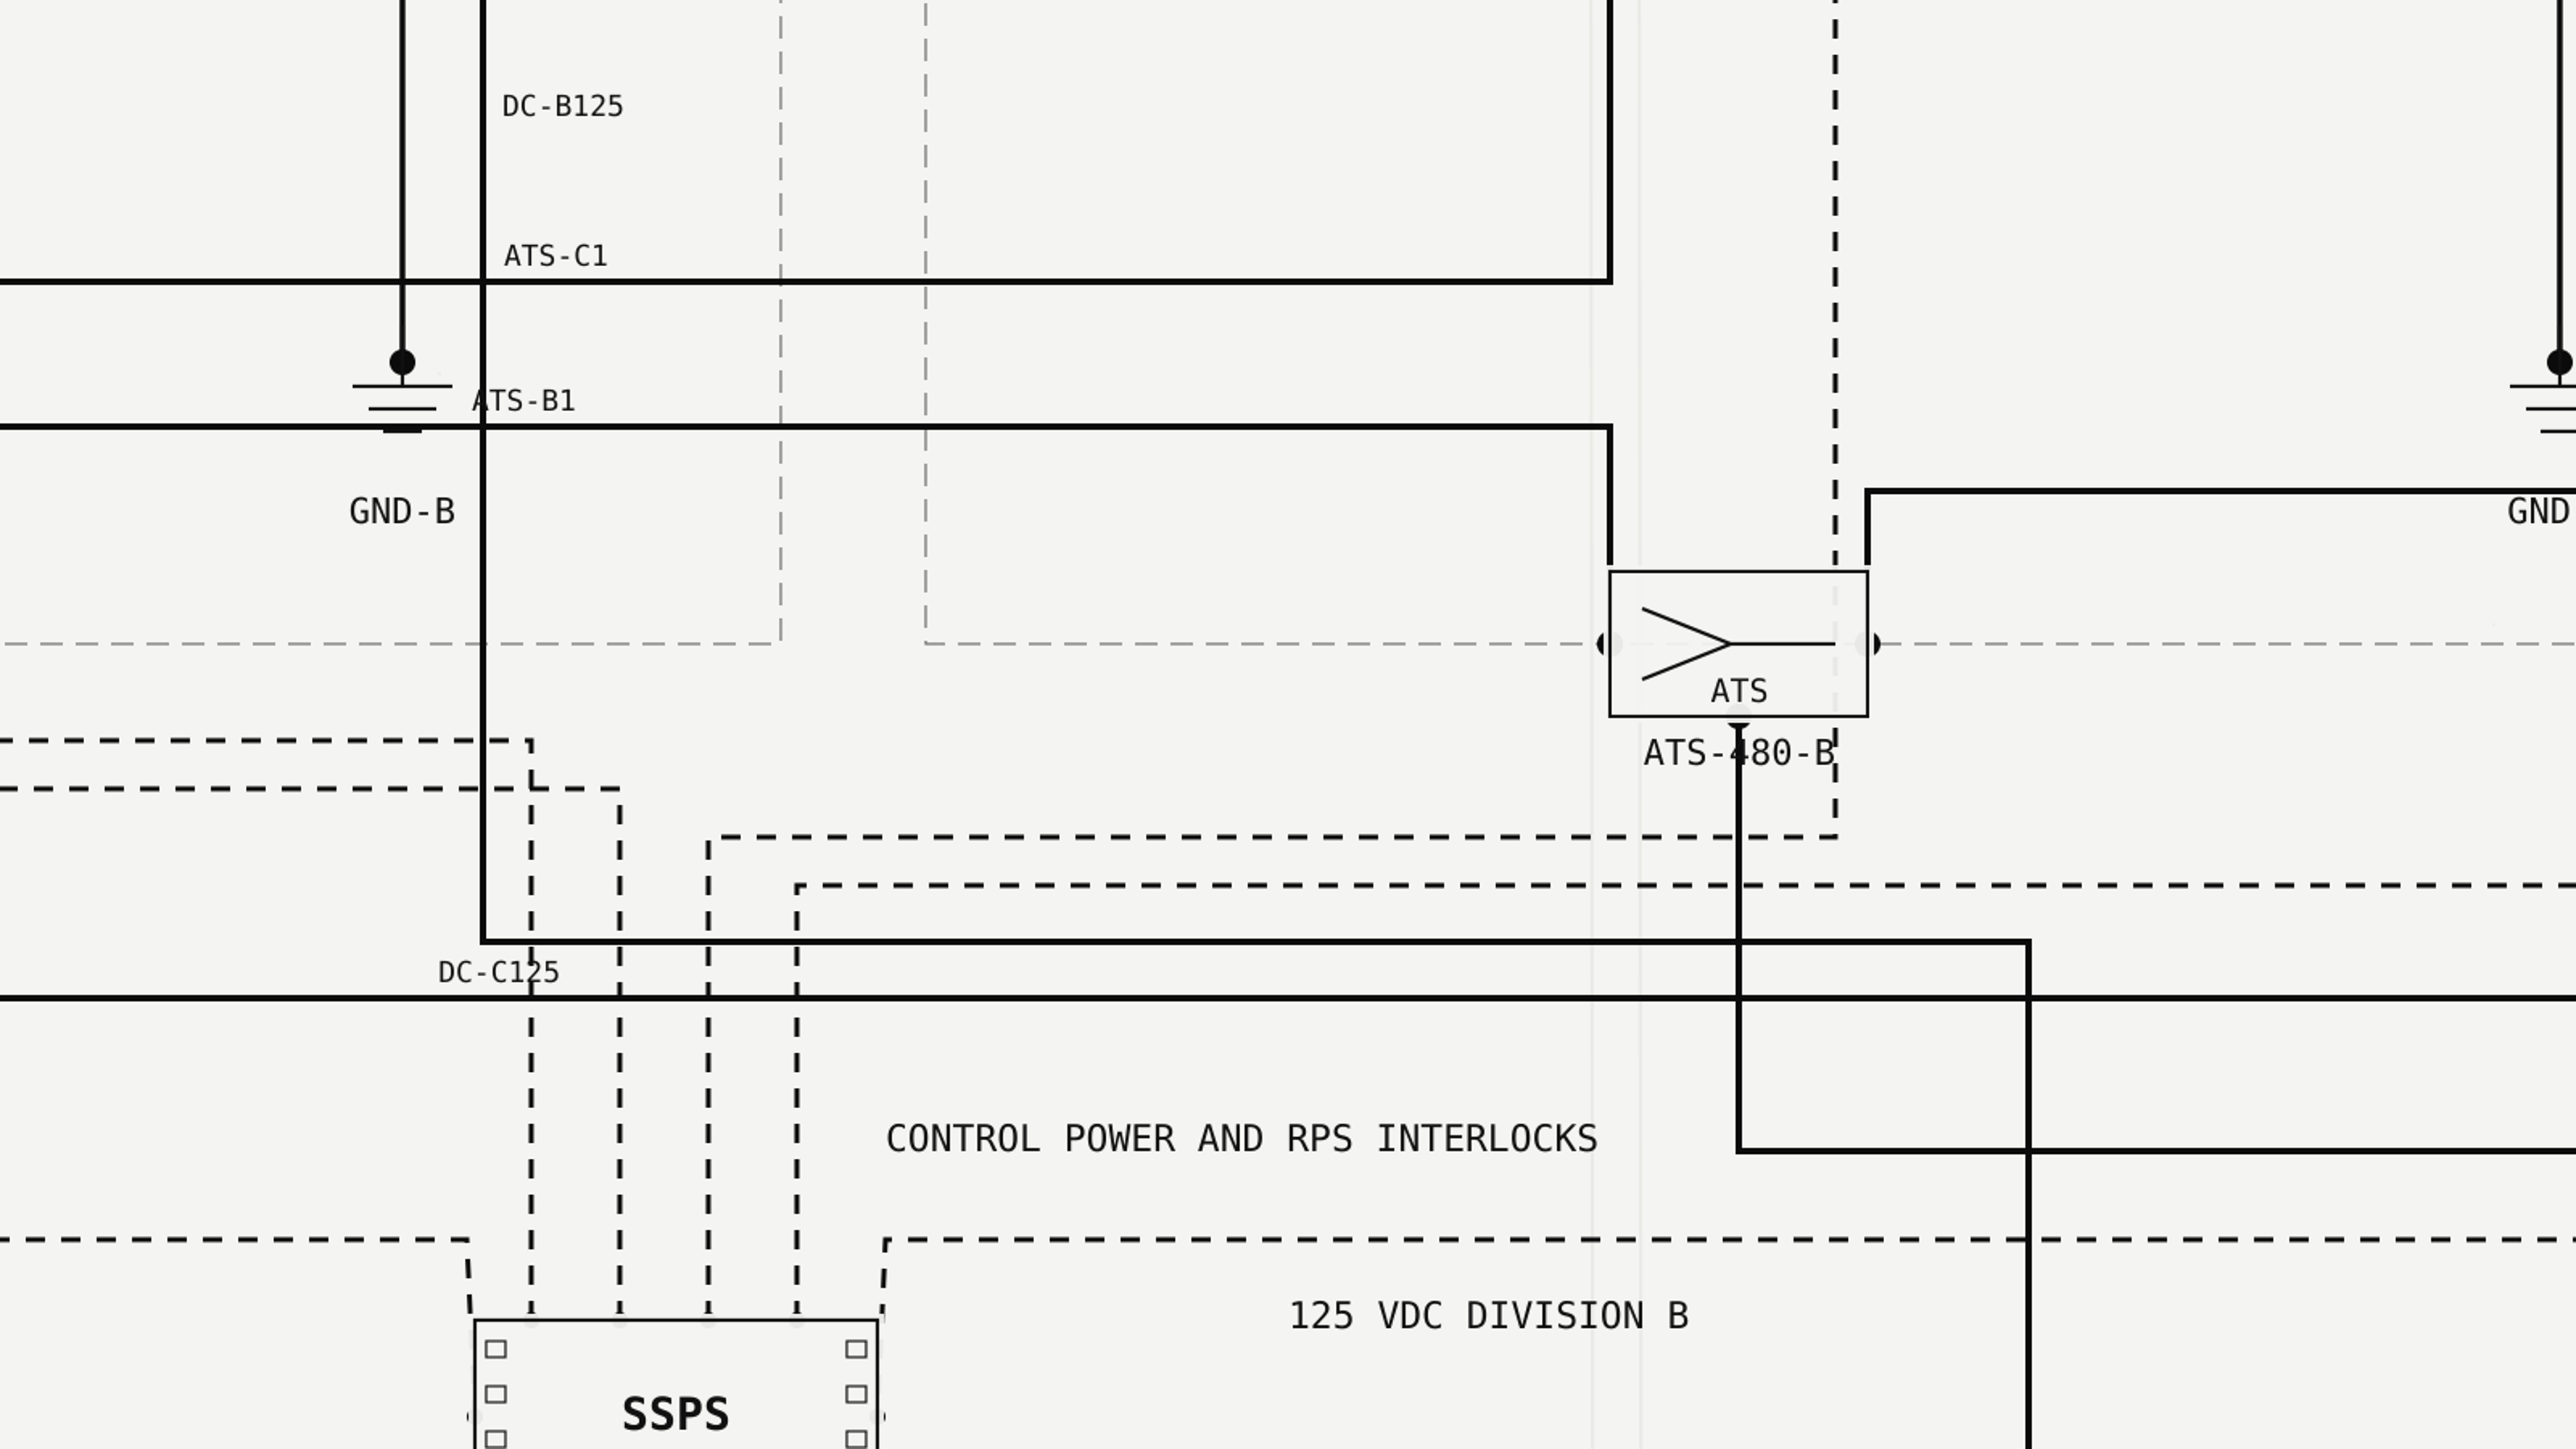 DC-B125
ATS-C1
ATS-B1
GND-B
GND
ATS
ATS-480-B
DC-C125
CONTROL POWER AND RPS INTERLOCKS
125 VDC DIVISION B
SSPS